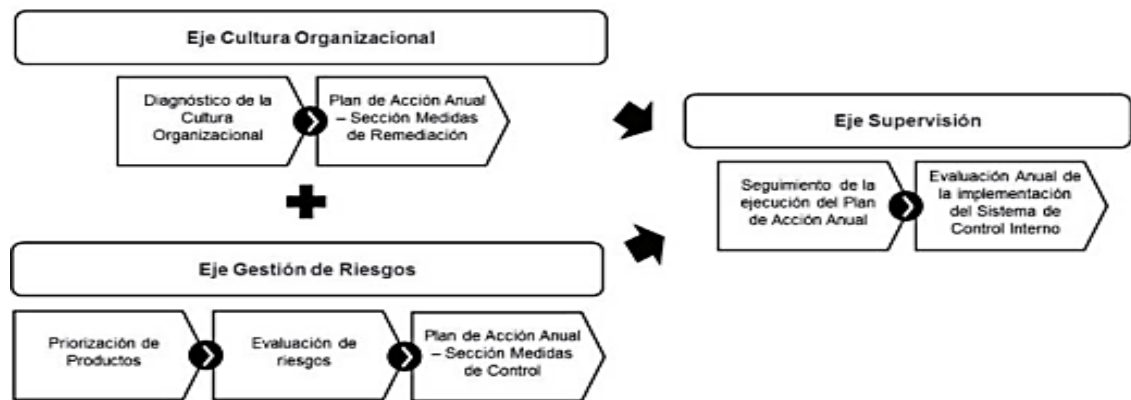 Eje Cultura Organizacional
Diagnóstico de la
Cultura
Organizacional
Plan de Acción Anual
– Sección Medidas
de Remediación
Eje Gestión de Riesgos
Priorización de
Productos
Evaluación de
riesgos
Plan de Acción Anual
– Sección Medidas
de Control
Eje Supervisión
Seguimiento de la
ejecución del Plan
de Acción Anual
Evaluación Anual de
la implementación
del Sistema de
Control Interno